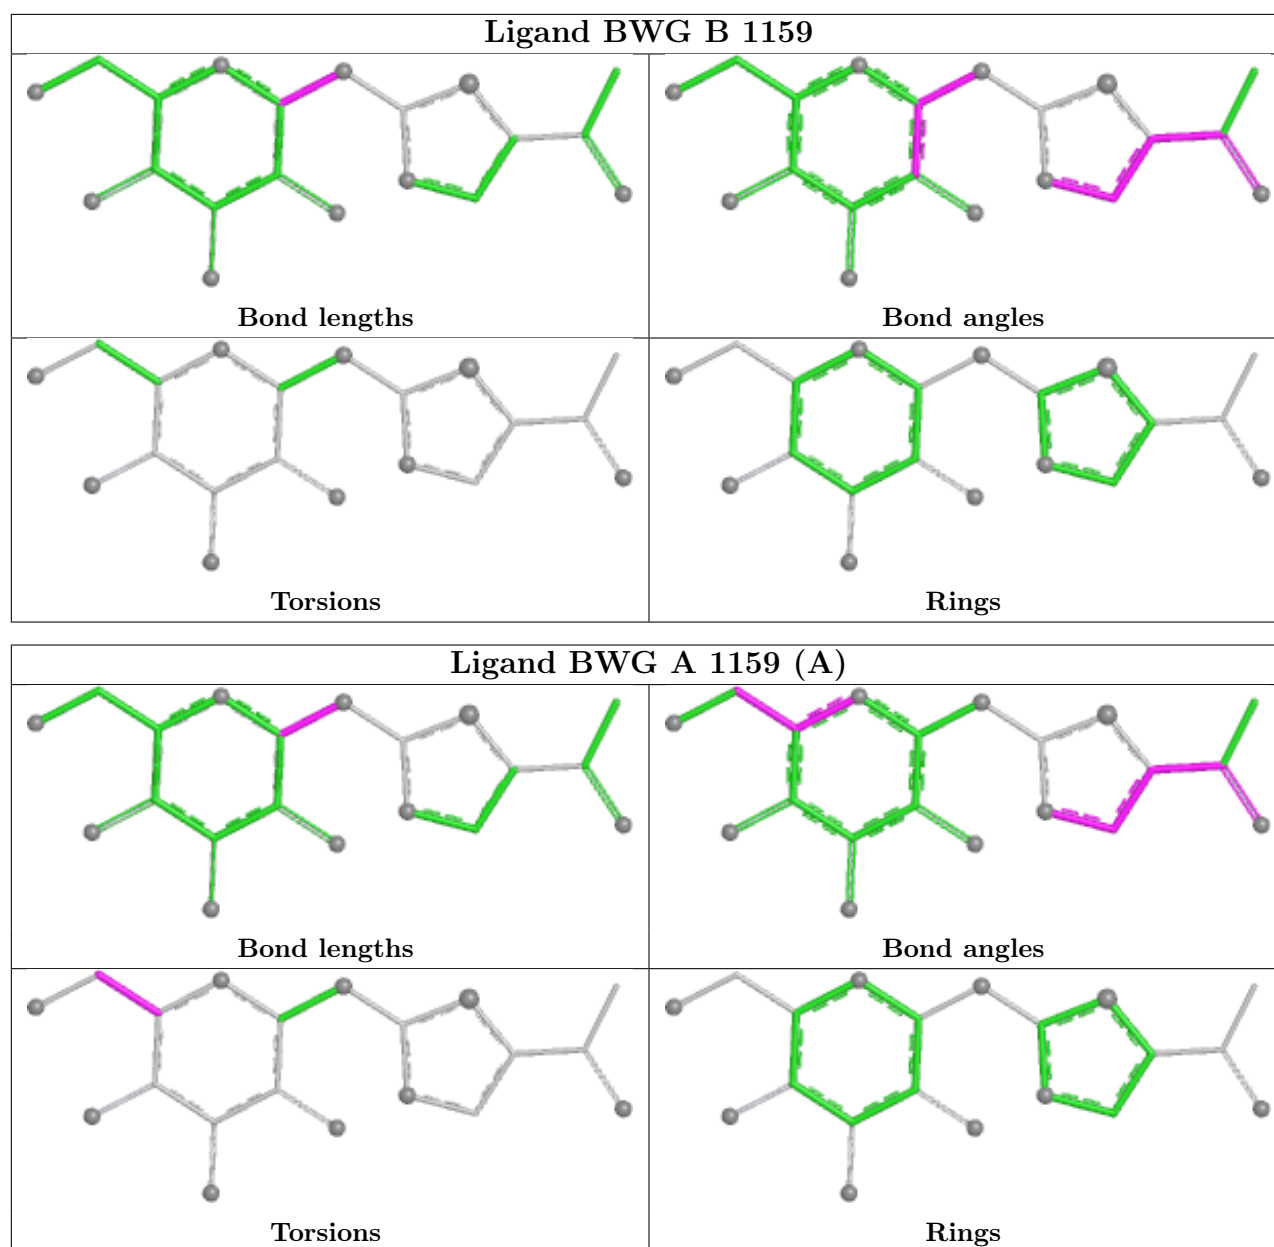 Ligand BWG B 1159
Bond lengths
Bond angles
Torsions
Rings
Ligand BWG A 1159 (A)
Bond lengths
Bond angles
Torsions
Rings